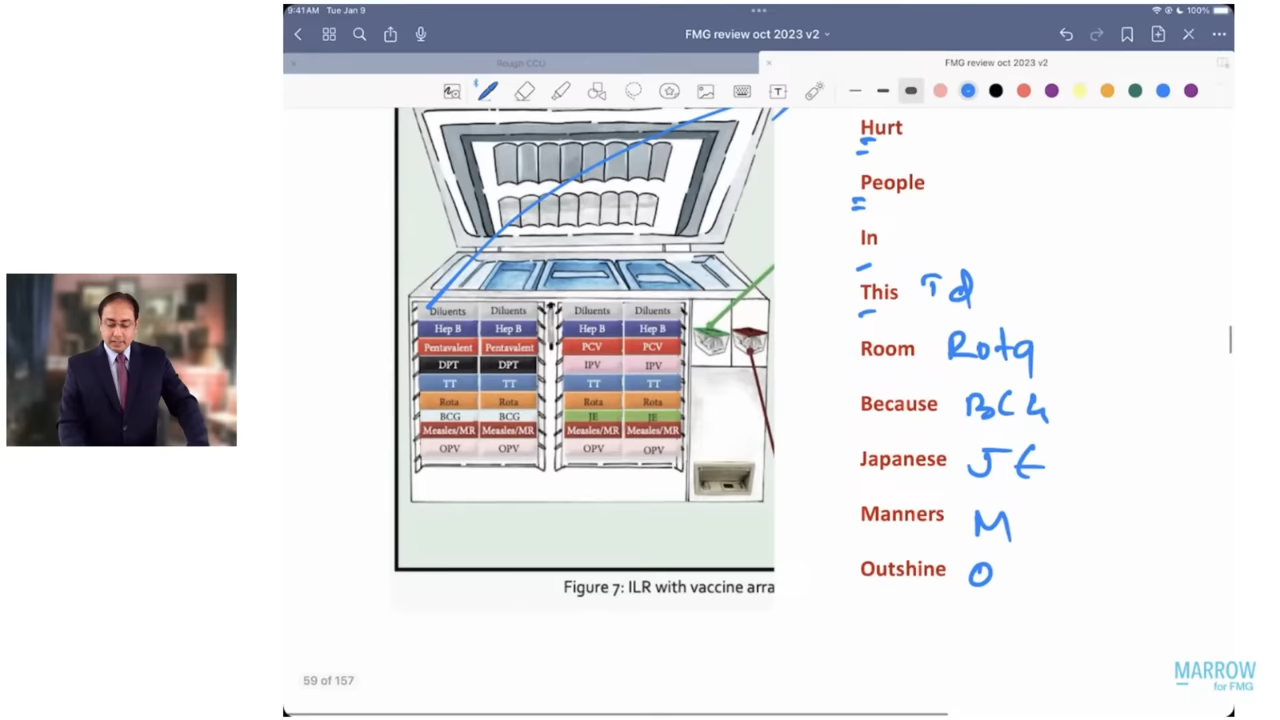 9:41AM Tue Jan 9
100%
FMG review oct 2023 v2
Rough CCU
FMG review oct 2023 v2
T
Hurt
People
In
This Td
Room Rota
Because BCG
Japanese JE
Manners M
Outshine O
Diluents Diluents Diluents Diluents
Hep B Hep B Hep B Hep B
Pentavalent Pentavalent PCV PCV
DPT DPT IPV IPV
TT TT TT TT
Rota Rota Rota Rota
BCG BCG JE JE
Measles/MR Measles/MR Measles/MR Measles/MR
OPV OPV OPV OPV
Figure 7: ILR with vaccine arra
59 of 157
MARROW
for FMG